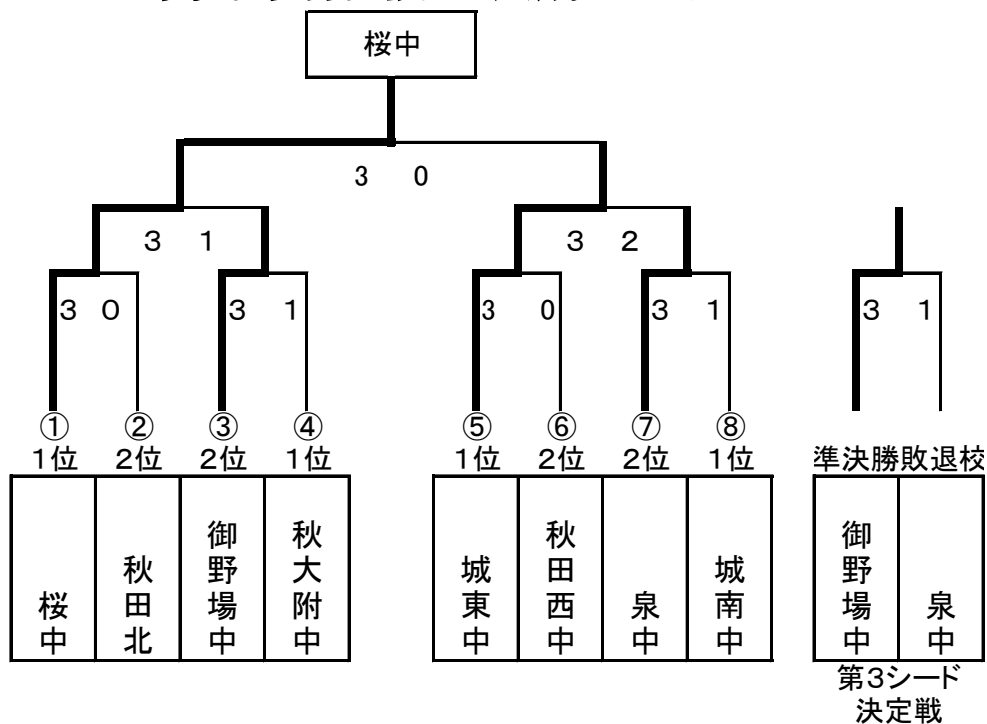 桜中
3 0
3 1
3 2
3 0
3 1
3 0
3 1
3 1
① ② ③ ④ ⑤ ⑥ ⑦ ⑧
1位 2位 2位 1位 1位 2位 2位 1位 準決勝敗退校
桜中
秋田北
御野場中
秋大附中
城東中
秋田西中
泉中
城南中
御野場中
泉中
第3シード
決定戦